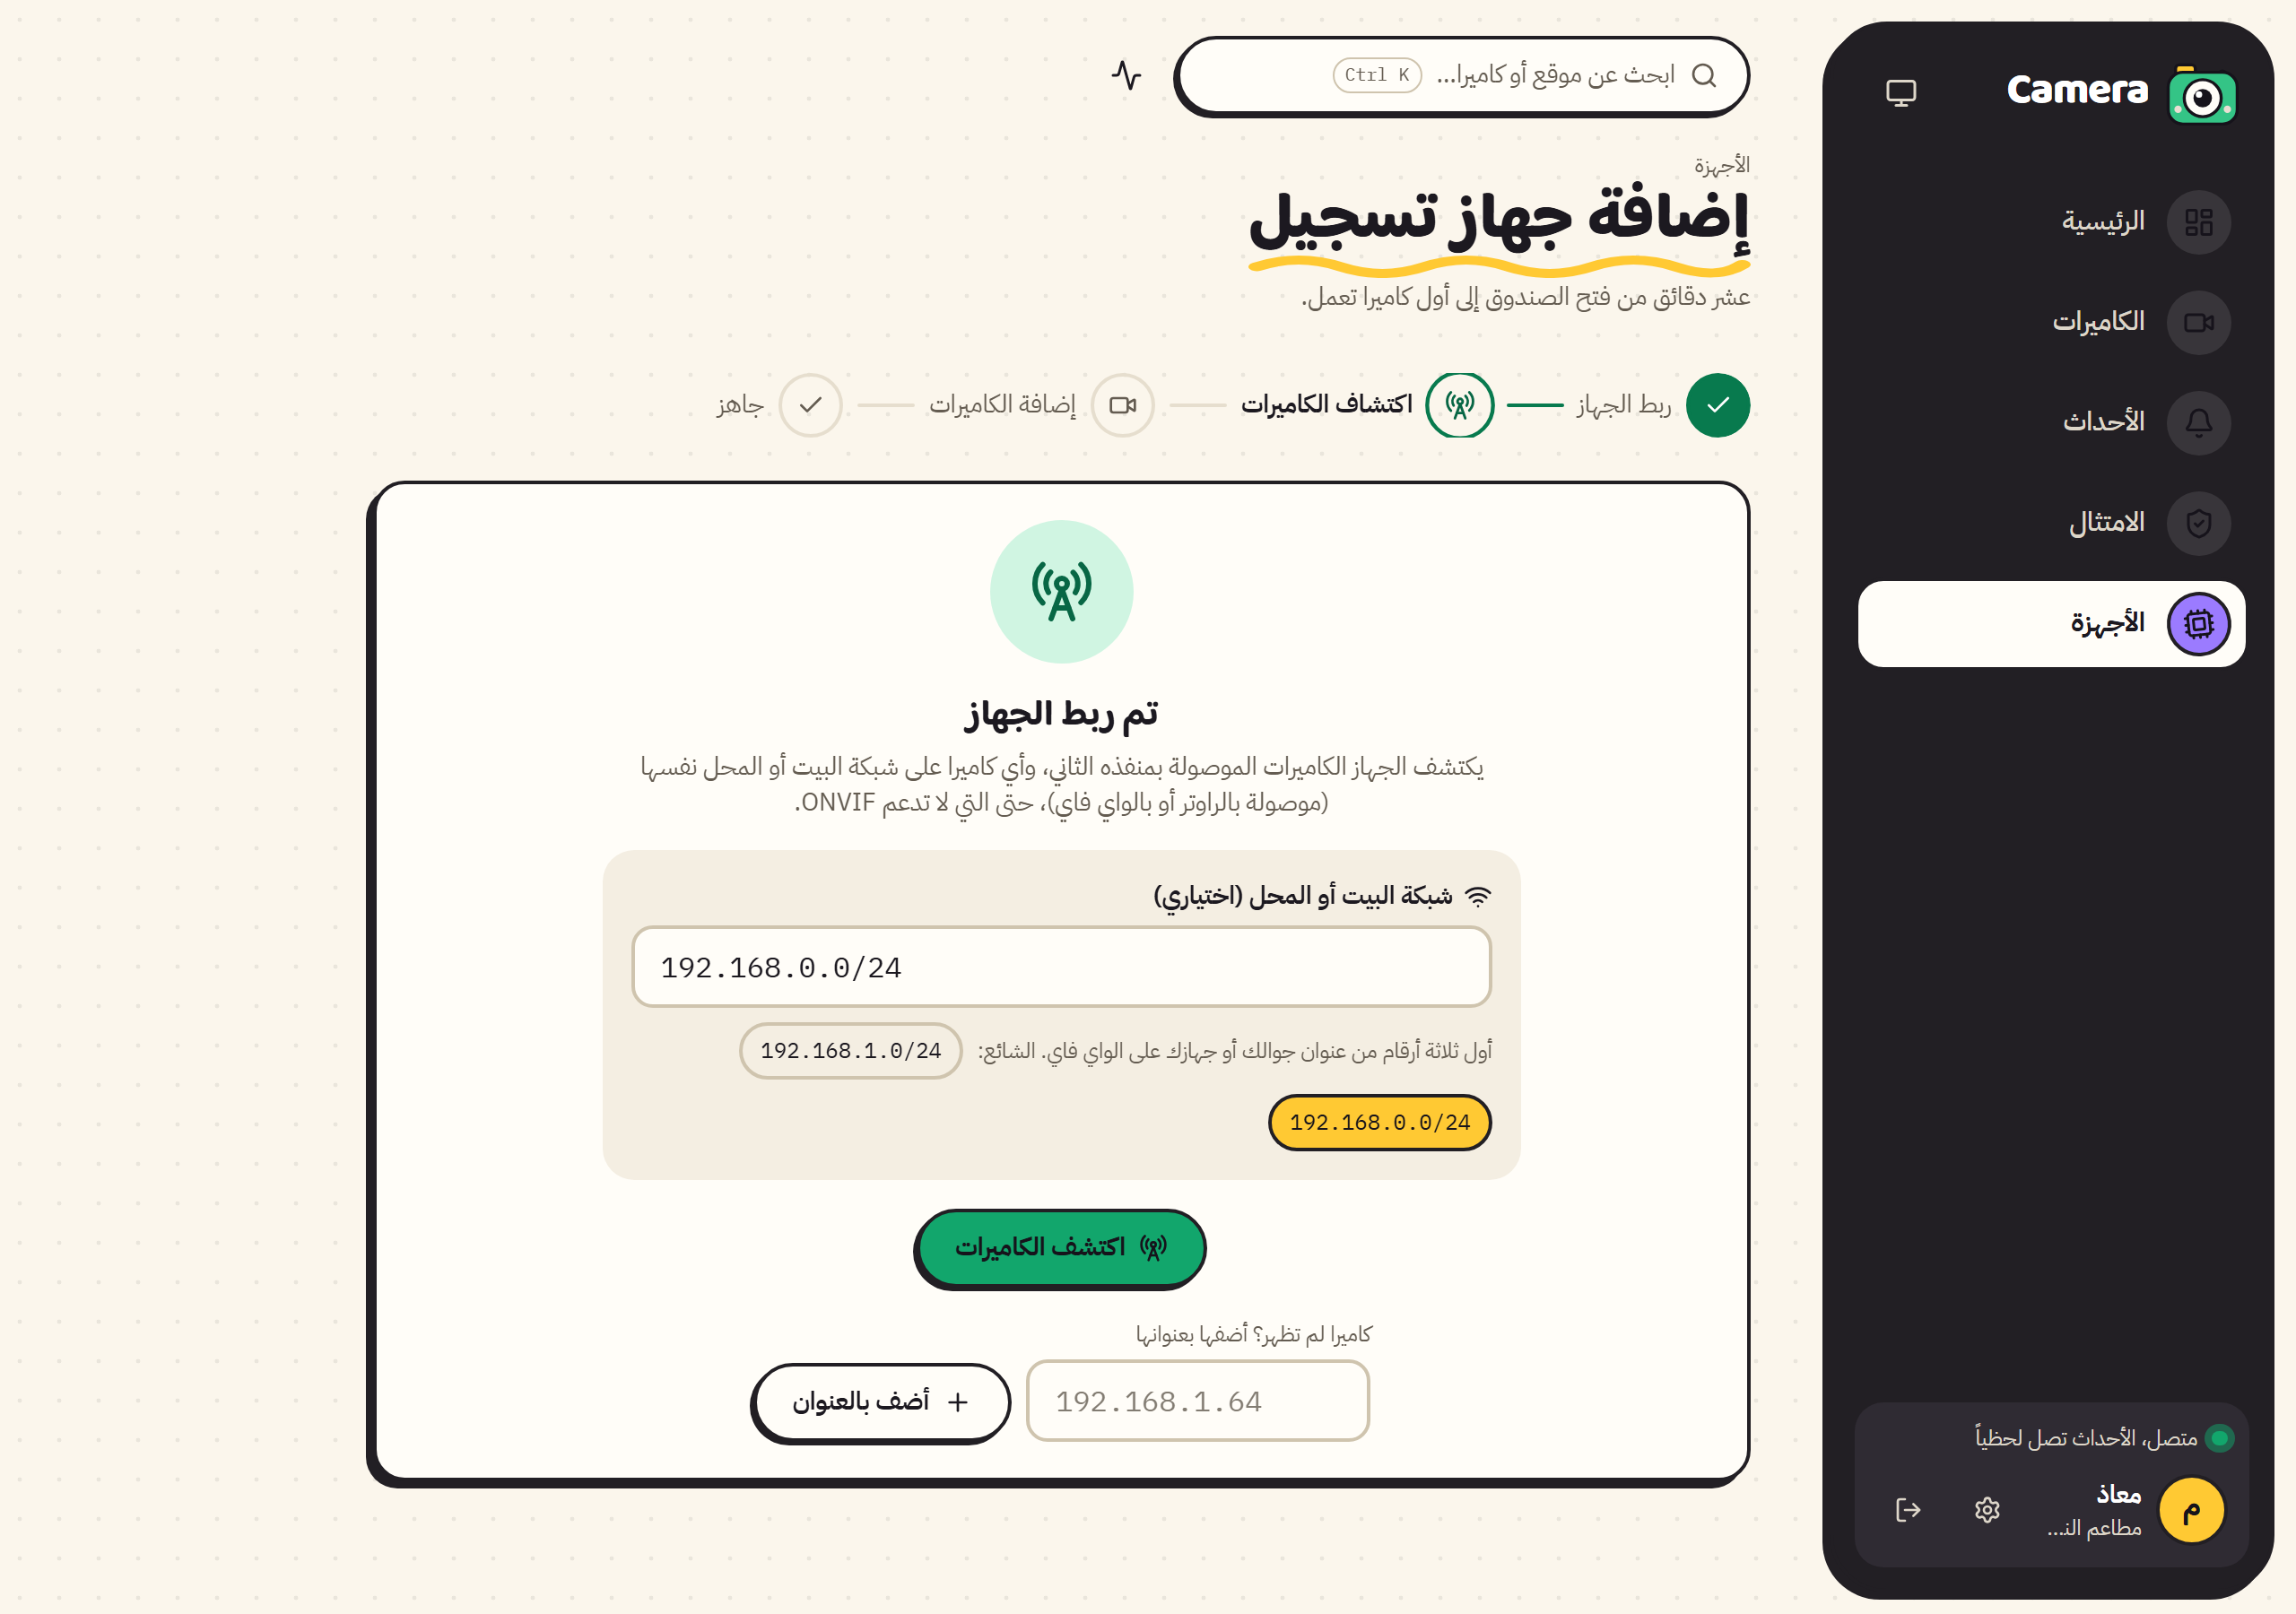 Camera
الرئيسية
الكاميرات
الأحداث
الامتثال
الأجهزة
متصل، الأحداث تصل لحظياً
م
معاذ
مطاعم الذ...
ابحث عن موقع أو كاميرا... Ctrl K
الأجهزة
إضافة جهاز تسجيل
عشر دقائق من فتح الصندوق إلى أول كاميرا تعمل.
ربط الجهاز
اكتشاف الكاميرات
إضافة الكاميرات
جاهز
تم ربط الجهاز
يكتشف الجهاز الكاميرات الموصولة بمنفذه الثاني، وأي كاميرا على شبكة البيت أو المحل نفسها
(موصولة بالراوتر أو بالواي فاي)، حتى التي لا تدعم ONVIF.
شبكة البيت أو المحل (اختياري)
192.168.0.0/24
أول ثلاثة أرقام من عنوان جوالك أو جهازك على الواي فاي. الشائع: 192.168.1.0/24
192.168.0.0/24
اكتشف الكاميرات
كاميرا لم تظهر؟ أضفها بعنوانها
192.168.1.64
أضف بالعنوان